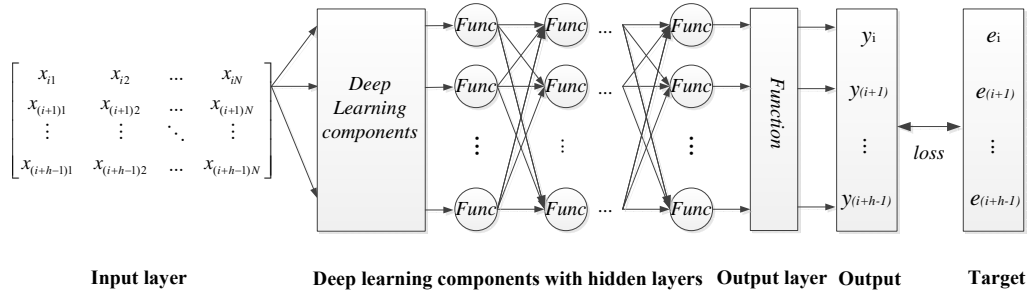 x_{i1} x_{i2} ... x_{iN}
x_{(i+1)1} x_{(i+1)2} ... x_{(i+1)N}
⋮ ⋮ ⋱ ⋮
x_{(i+h-1)1} x_{(i+h-1)2} ... x_{(i+h-1)N}
Deep
Learning
components
Func Func ... Func
Func Func ... Func
⋮ ⋮ ⋮
Func Func ... Func
Function
y_i
y_{(i+1)}
⋮
y_{(i+h-1)}
loss
e_i
e_{(i+1)}
⋮
e_{(i+h-1)}
Input layer Deep learning components with hidden layers Output layer Output Target